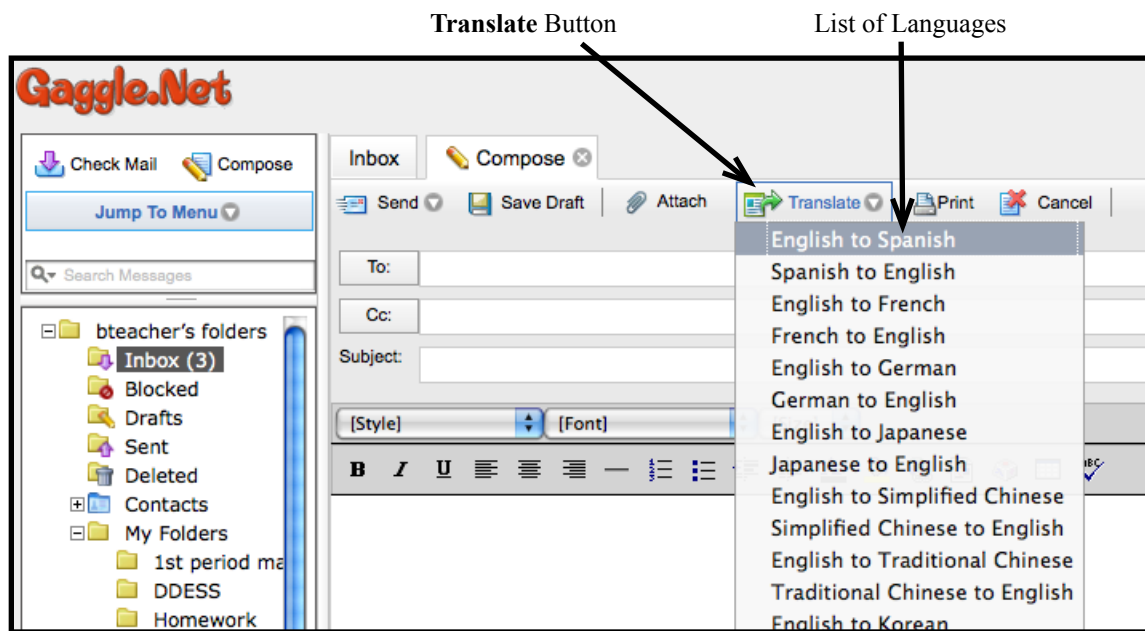 Translate Button
List of Languages
Gaggle.Net
Check Mail
Compose
Jump To Menu
Search Messages
bteacher's folders
Inbox (3)
Blocked
Drafts
Sent
Deleted
Contacts
My Folders
1st period ma
DDESS
Homework
Inbox
Compose
Send
Save Draft
Attach
Translate
Print
Cancel
To:
Cc:
Subject:
[Style]
[Font]
B I U
ABC
English to Spanish
Spanish to English
English to French
French to English
English to German
German to English
English to Japanese
Japanese to English
English to Simplified Chinese
Simplified Chinese to English
English to Traditional Chinese
Traditional Chinese to English
English to Korean